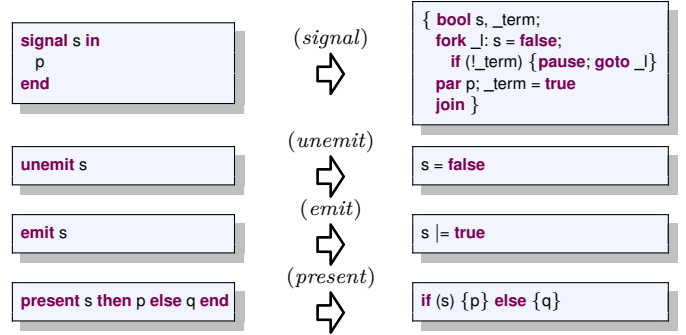 signal s in
p
end
(signal)
{ bool s, _term;
fork _l: s = false;
if (!_term) {pause; goto _l}
par p; _term = true
join }
unemit s
(unemit)
s = false
emit s
(emit)
s |= true
present s then p else q end
(present)
if (s) {p} else {q}